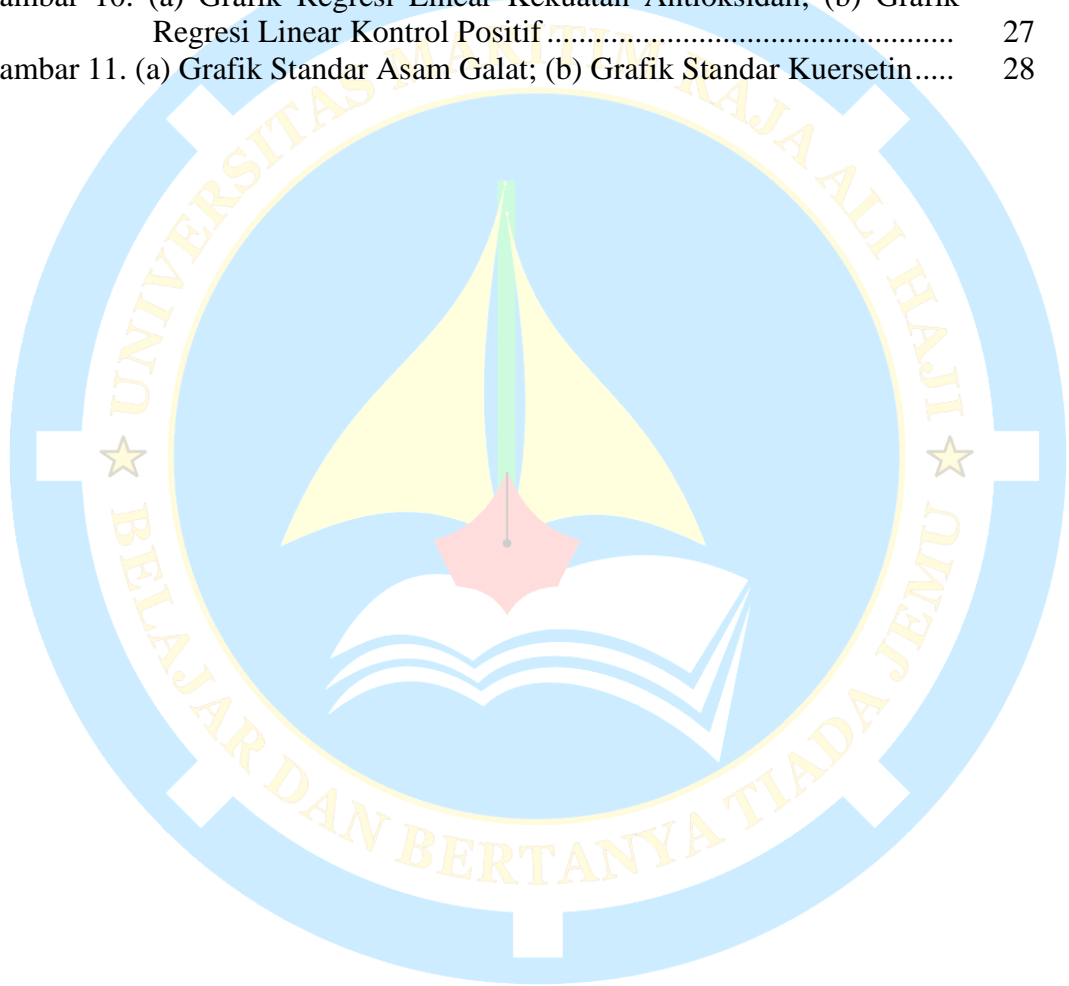 ambar 10. (a) Grafik Regresi Linear Kekuatan Antioksidan; (b) Grafik
Regresi Linear Kontrol Positif ............................................... 27
ambar 11. (a) Grafik Standar Asam Galat; (b) Grafik Standar Kuersetin..... 28
UNIVERSITAS MARITIM RAJA ALI HAJI
BELAJAR DAN BERTANYA TIADA JEMU